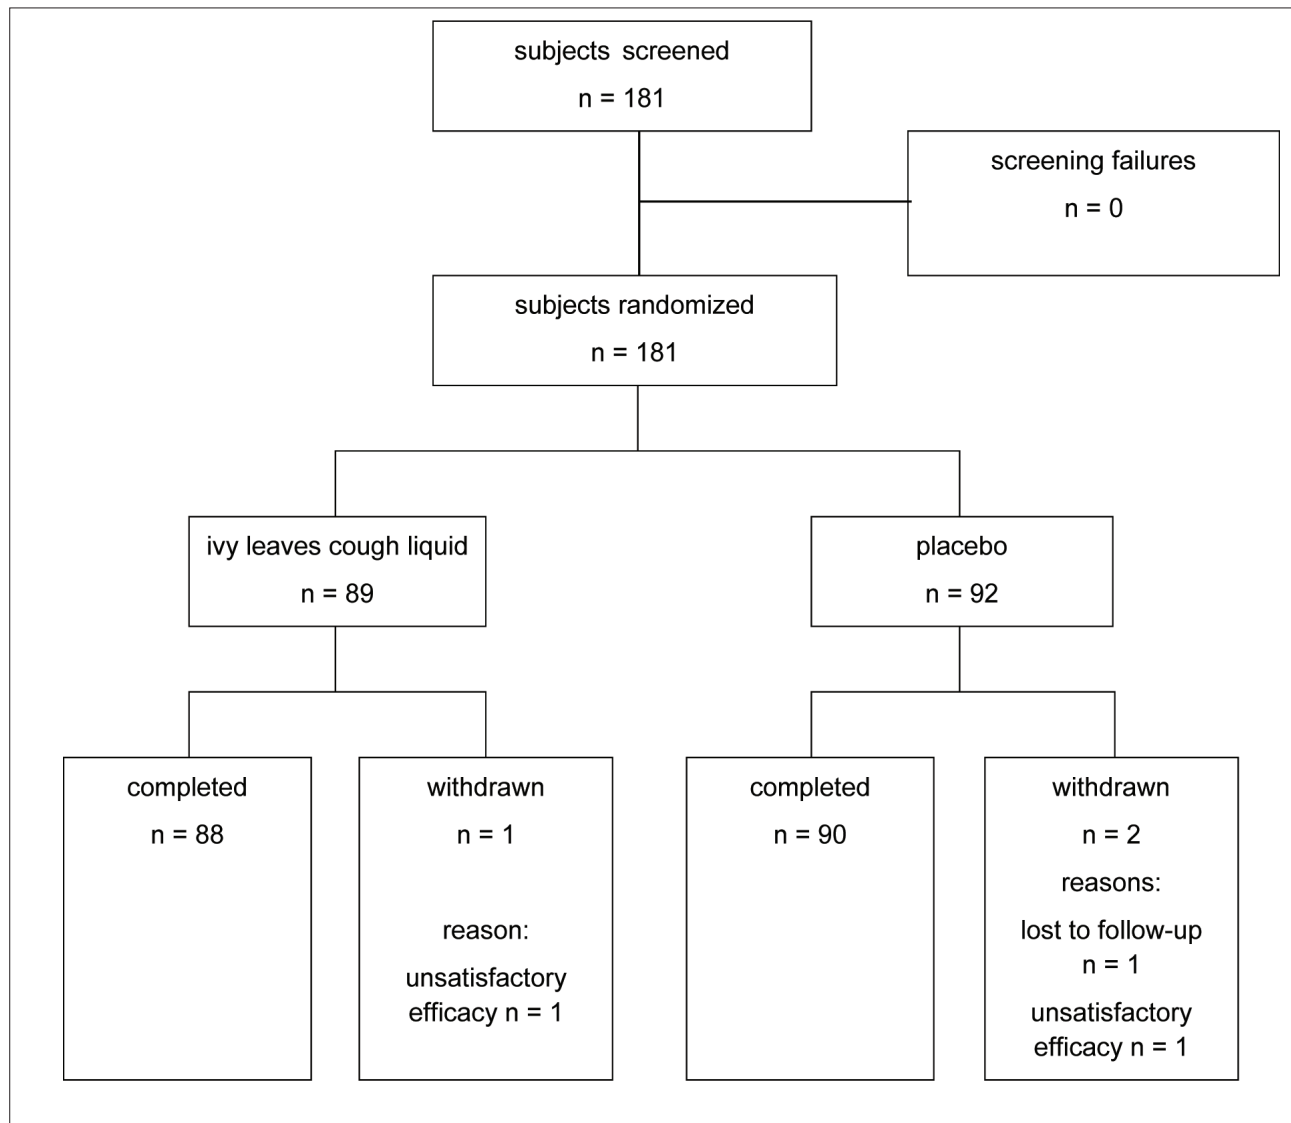 subjects screened
n = 181
screening failures
n = 0
subjects randomized
n = 181
ivy leaves cough liquid
n = 89
placebo
n = 92
completed
n = 88
withdrawn
n = 1
reason:
unsatisfactory
efficacy n = 1
completed
n = 90
withdrawn
n = 2
reasons:
lost to follow-up
n = 1
unsatisfactory
efficacy n = 1